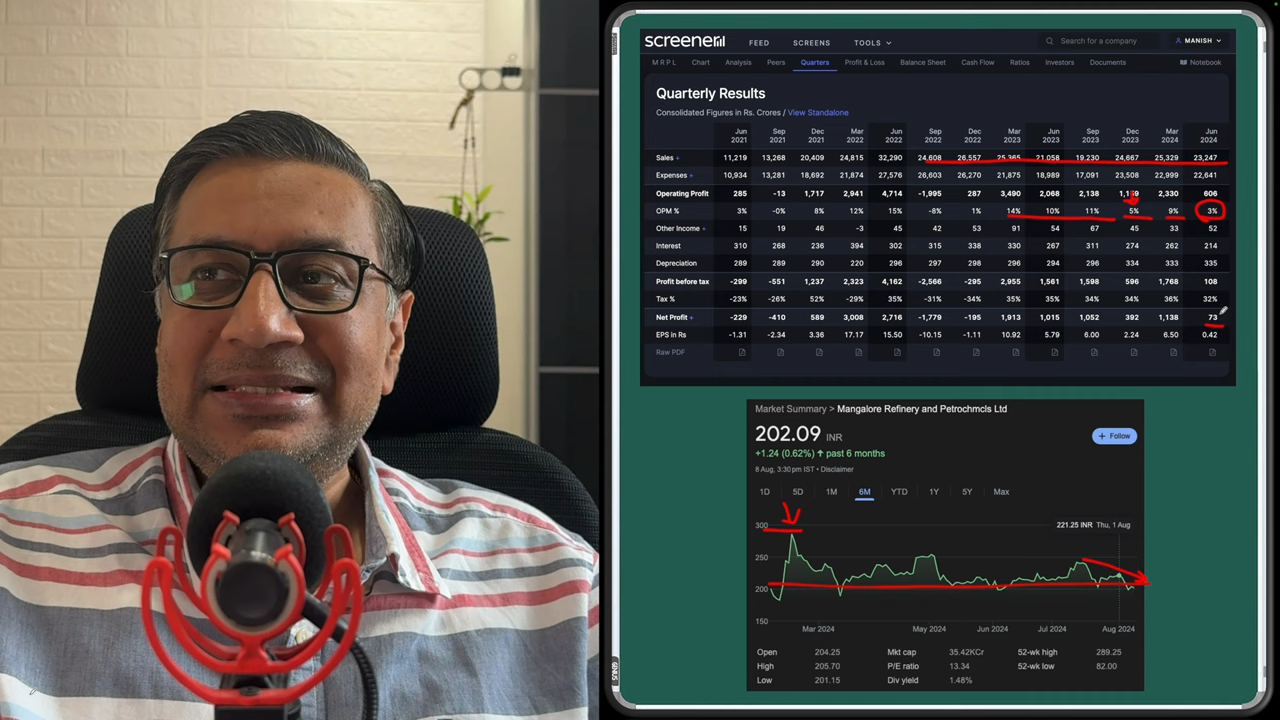 screener
FEED SCREENS TOOLS Search for a company MANISH
M R P L Chart Analysis Peers Quarters Profit & Loss Balance Sheet Cash Flow Ratios Investors Documents Notebook
Quarterly Results
Consolidated Figures in Rs. Crores / View Standalone
Jun Sep Dec Mar Jun Sep Dec Mar Jun Sep Dec Mar Jun
2021 2021 2021 2022 2022 2022 2022 2023 2023 2023 2023 2024 2024
Sales + 11,219 13,268 20,409 24,815 32,290 24,608 26,557 25,365 21,058 19,230 24,667 25,329 23,247
Expenses + 10,934 13,281 18,692 21,874 27,576 26,603 26,270 21,875 18,989 17,091 23,508 22,999 22,641
Operating Profit 285 -13 1,717 2,941 4,714 -1,995 287 3,490 2,068 2,138 2,330 606
OPM % 3% -0% 8% 12% 15% -8% 1% 14% 10% 11% 5% 9% 3%
Other Income + 15 19 46 -3 45 42 53 91 54 67 45 33 52
Interest 310 268 236 394 302 315 338 330 267 311 274 262 214
Depreciation 289 289 290 220 296 297 298 296 294 296 334 333 335
Profit before tax -299 -551 1,237 2,323 4,162 -2,566 -295 2,955 1,561 1,598 596 1,768 108
Tax % -23% -26% 52% -29% 35% -31% -34% 35% 35% 34% 34% 36% 32%
Net Profit + -229 -410 589 3,008 2,716 -1,779 -195 1,913 1,015 1,052 392 1,138 73
EPS in Rs -1.31 -2.34 3.36 17.17 15.50 -10.15 -1.11 10.92 5.79 6.00 2.24 6.50 0.42
Raw PDF
Market Summary > Mangalore Refinery and Petrochmcls Ltd
202.09 INR
+ Follow
+1.24 (0.62%) ↑ past 6 months
8 Aug, 3:30 pm IST • Disclaimer
1D 5D 1M 6M YTD 1Y 5Y Max
300
221.25 INR Thu, 1 Aug
250
200
150
Mar 2024 May 2024 Jun 2024 Jul 2024 Aug 2024
Open 204.25 Mkt cap 35.42KCr 52-wk high 289.25
High 205.70 P/E ratio 13.34 52-wk low 82.00
Low 201.15 Div yield 1.48%